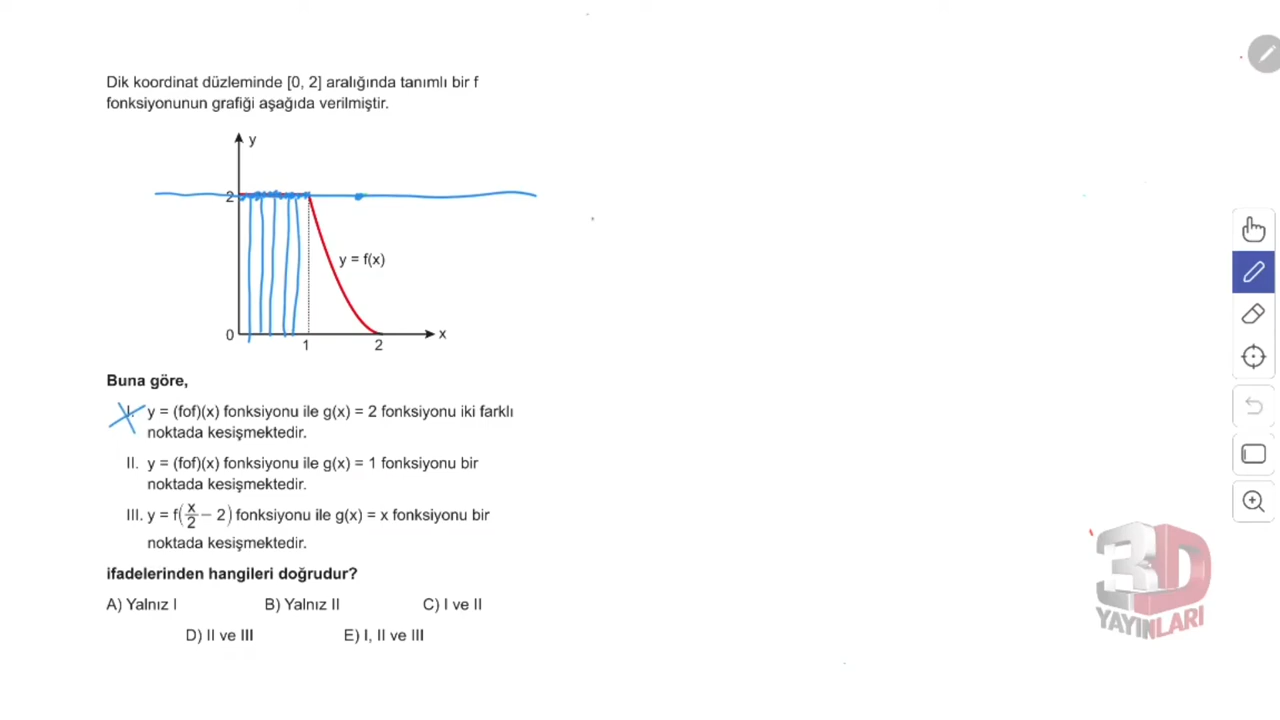 Dik koordinat düzleminde [0, 2] aralığında tanımlı bir f
fonksiyonunun grafiği aşağıda verilmiştir.
y
2
y = f(x)
0
x
1
2
Buna göre,
I. y = (fof)(x) fonksiyonu ile g(x) = 2 fonksiyonu iki farklı
noktada kesişmektedir.
II. y = (fof)(x) fonksiyonu ile g(x) = 1 fonksiyonu bir
noktada kesişmektedir.
III. y = f(x/2 − 2) fonksiyonu ile g(x) = x fonksiyonu bir
noktada kesişmektedir.
ifadelerinden hangileri doğrudur?
A) Yalnız I
B) Yalnız II
C) I ve II
D) II ve III
E) I, II ve III
3D
YAYINLARI